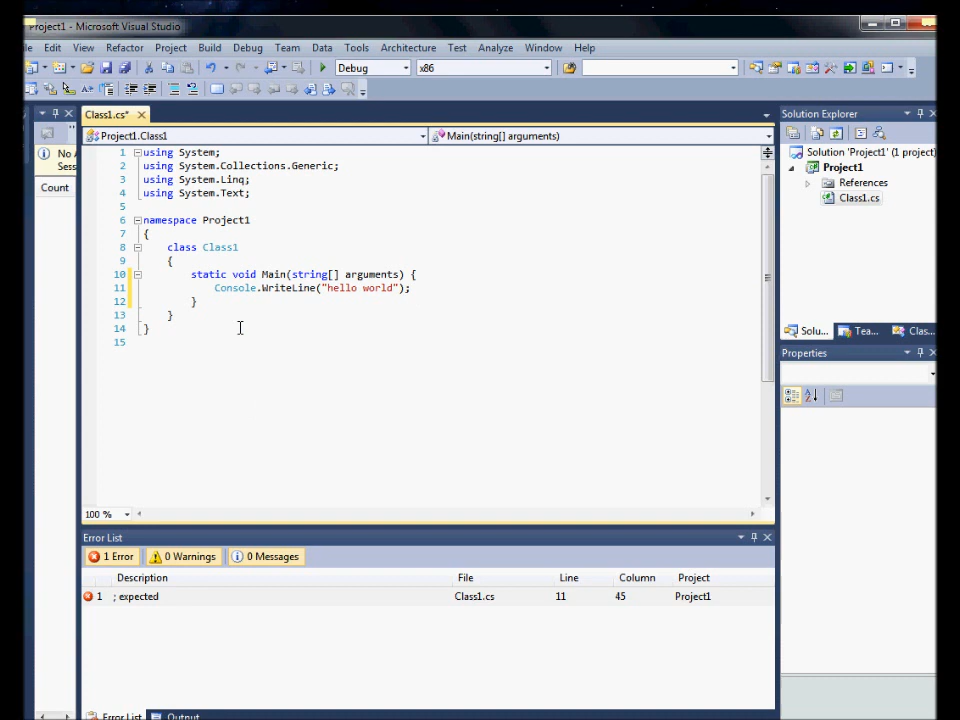 Project1 - Microsoft Visual Studio
Edit View Refactor Project Build Debug Team Data Tools Architecture Test Analyze Window Help
Debug x86
Class1.cs*
Project1.Class1 Main(string[] arguments)
No
Sess
Count
1 using System;
2 using System.Collections.Generic;
3 using System.Linq;
4 using System.Text;
5
6 namespace Project1
7 {
8 class Class1
9 {
10 static void Main(string[] arguments) {
11 Console.WriteLine("hello world");
12 }
13 }
14 }
15
100 %
Error List
1 Error 0 Warnings 0 Messages
Description File Line Column Project
1 ; expected Class1.cs 11 45 Project1
Error List Output
Solution Explorer
Solution 'Project1' (1 project)
Project1
References
Class1.cs
Solu... Tea... Clas...
Properties